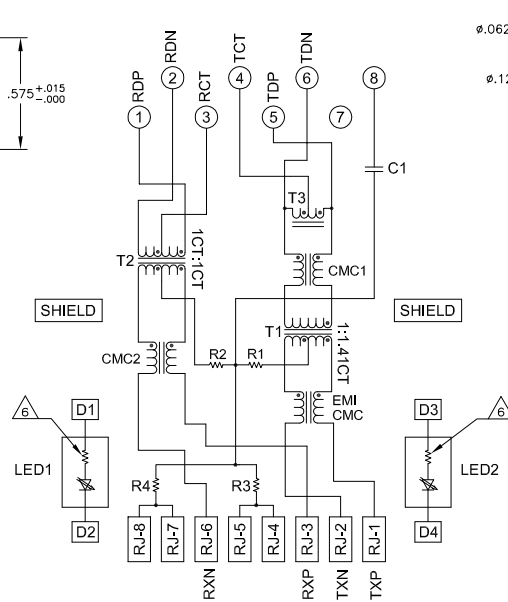 ø.062
.575 +.015 -.000
ø.12
RDP
RDN
RCT
TCT
TDP
TDN
1
2
3
4
5
6
7
8
C1
T3
T2
1CT:1CT
CMC1
SHIELD
SHIELD
T1
1:1.41CT
CMC2
R2
R1
EMI
CMC
6
D1
LED1
D2
D3
6
LED2
D4
R4
R3
RJ-8
RJ-7
RJ-6
RJ-5
RJ-4
RJ-3
RJ-2
RJ-1
RXN
RXP
TXN
TXP